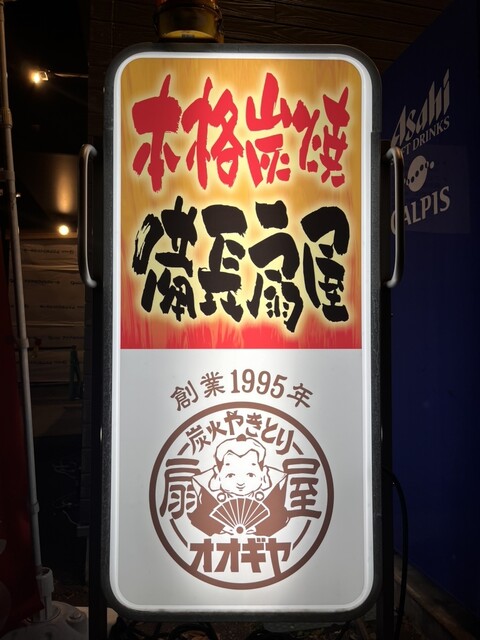 本格炭焼
備長扇屋
創業1995年
炭火やきとり
扇屋
オオギヤ
Asahi
SOFT DRINKS
CALPIS